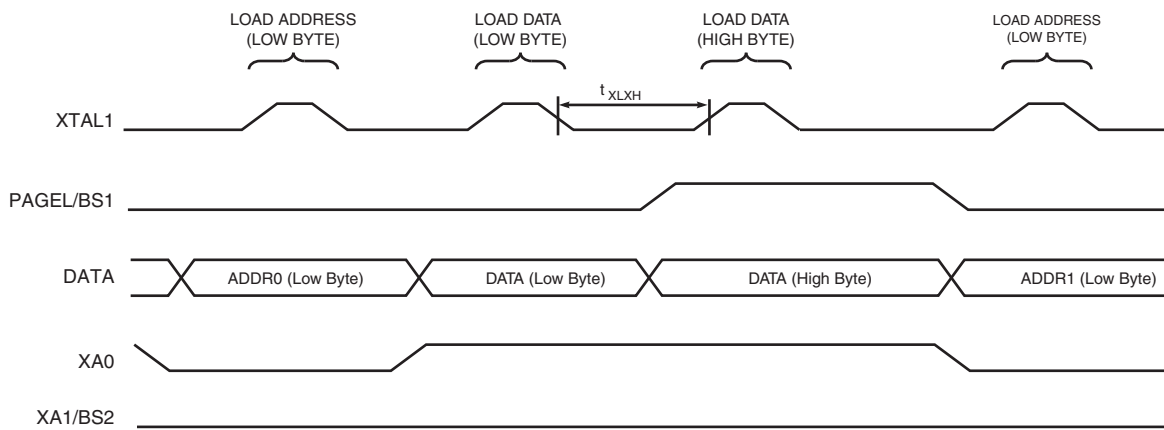 LOAD ADDRESS
(LOW BYTE)
LOAD DATA
(LOW BYTE)
LOAD DATA
(HIGH BYTE)
LOAD ADDRESS
(LOW BYTE)
t XLXH
XTAL1
PAGEL/BS1
DATA
ADDR0 (Low Byte)
DATA (Low Byte)
DATA (High Byte)
ADDR1 (Low Byte)
XA0
XA1/BS2